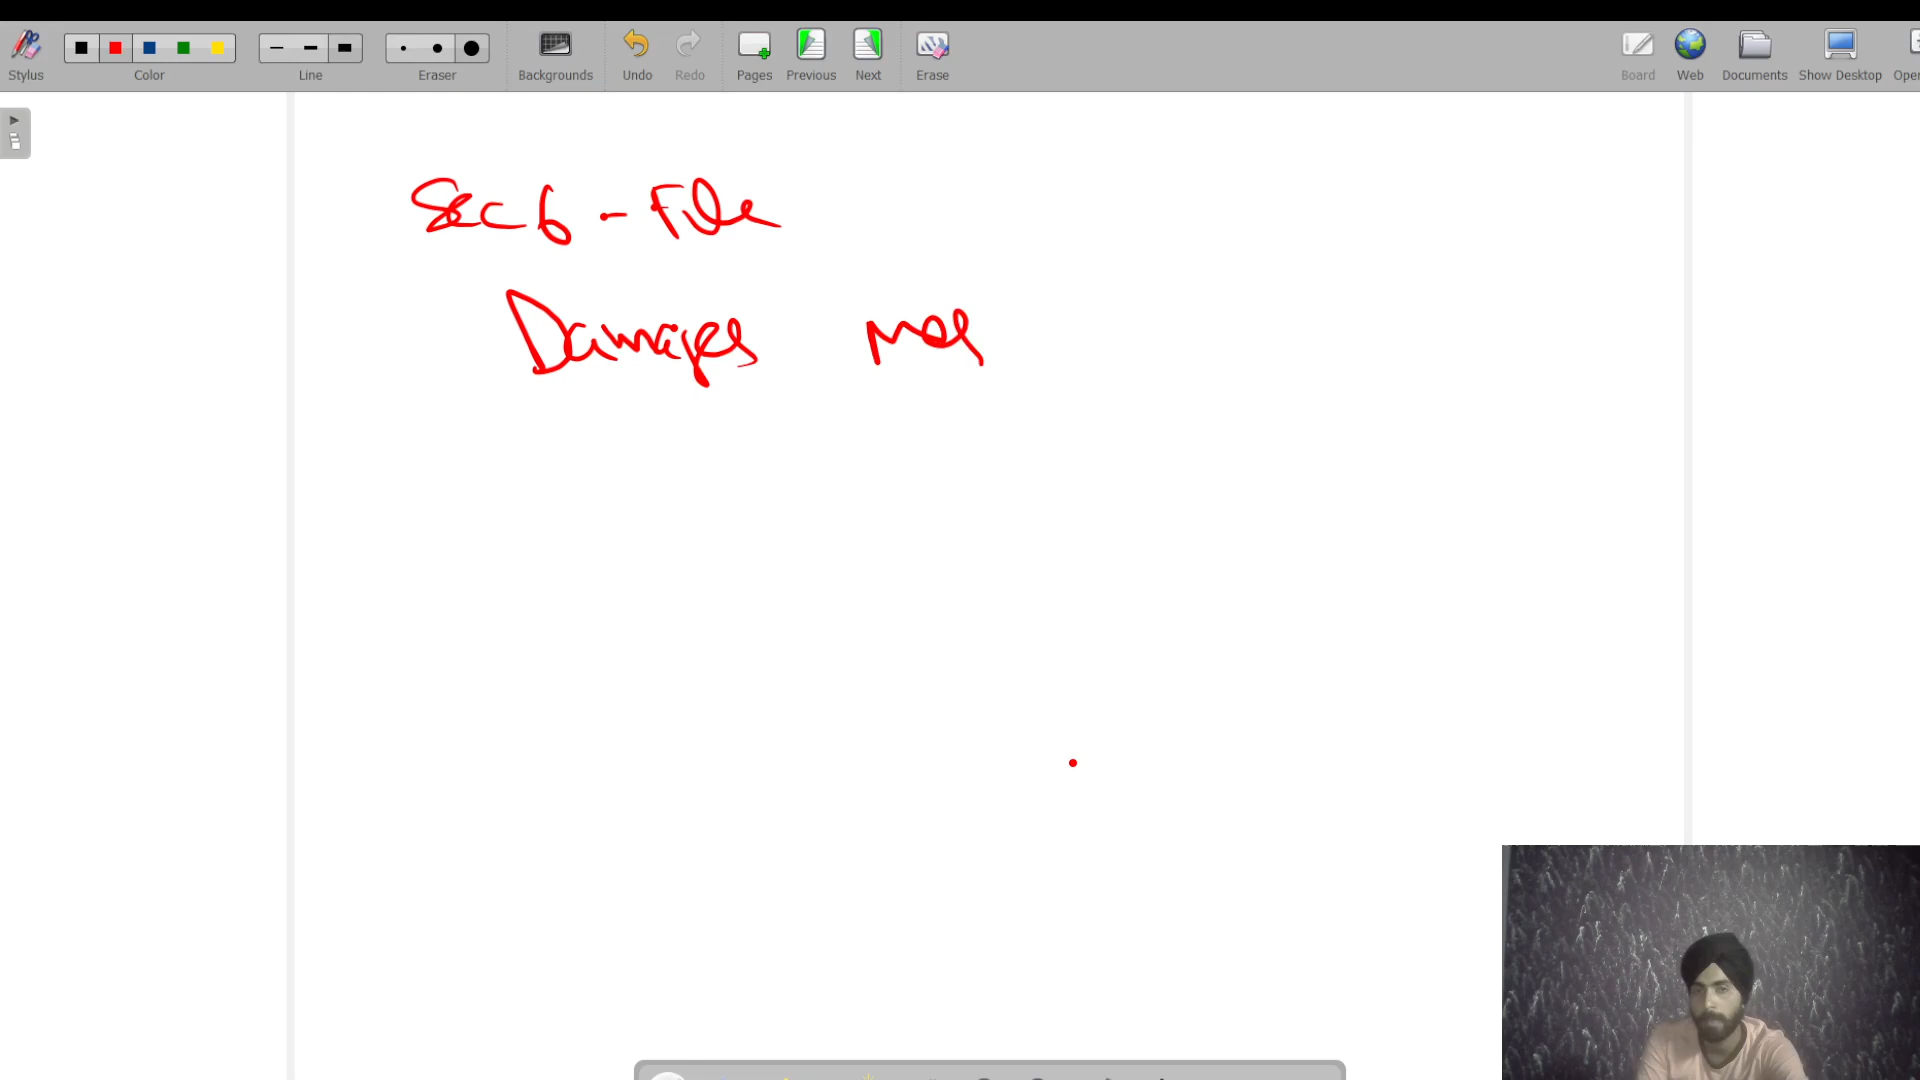 Stylus Color Line Eraser Backgrounds Undo Redo Pages Previous Next Erase Board Web Documents Show Desktop Open
Sec 6 - File
Damages